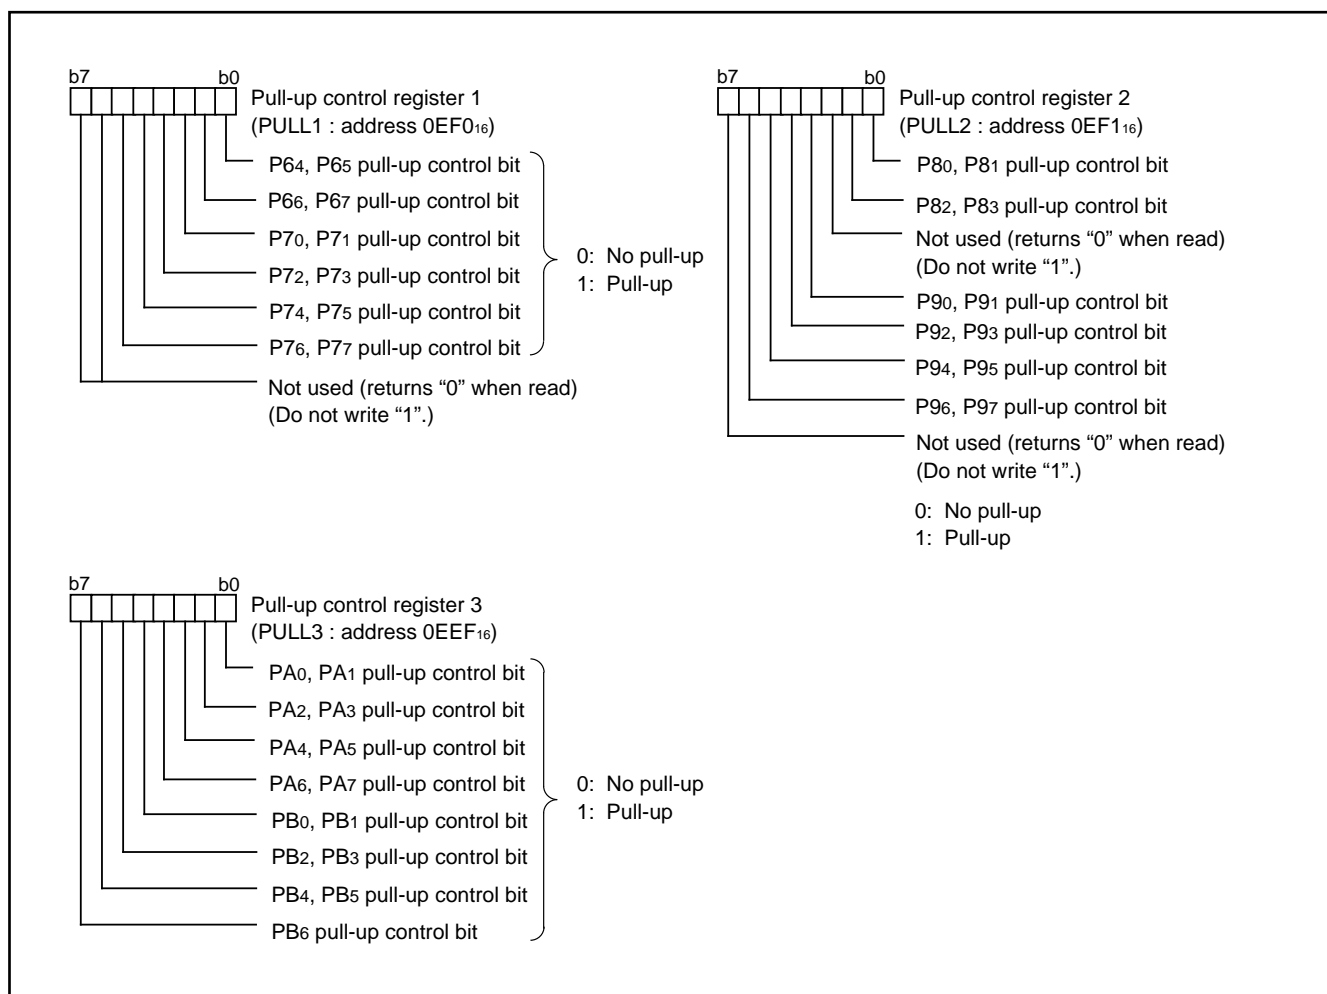 b7 b0
Pull-up control register 1
(PULL1 : address 0EF016)
P64, P65 pull-up control bit
P66, P67 pull-up control bit
P70, P71 pull-up control bit
P72, P73 pull-up control bit
P74, P75 pull-up control bit
P76, P77 pull-up control bit
Not used (returns “0” when read)
(Do not write “1”.)
0: No pull-up
1: Pull-up
b7 b0
Pull-up control register 2
(PULL2 : address 0EF116)
P80, P81 pull-up control bit
P82, P83 pull-up control bit
Not used (returns “0” when read)
(Do not write “1”.)
P90, P91 pull-up control bit
P92, P93 pull-up control bit
P94, P95 pull-up control bit
P96, P97 pull-up control bit
Not used (returns “0” when read)
(Do not write “1”.)
0: No pull-up
1: Pull-up
b7 b0
Pull-up control register 3
(PULL3 : address 0EEF16)
PA0, PA1 pull-up control bit
PA2, PA3 pull-up control bit
PA4, PA5 pull-up control bit
PA6, PA7 pull-up control bit
PB0, PB1 pull-up control bit
PB2, PB3 pull-up control bit
PB4, PB5 pull-up control bit
PB6 pull-up control bit
0: No pull-up
1: Pull-up